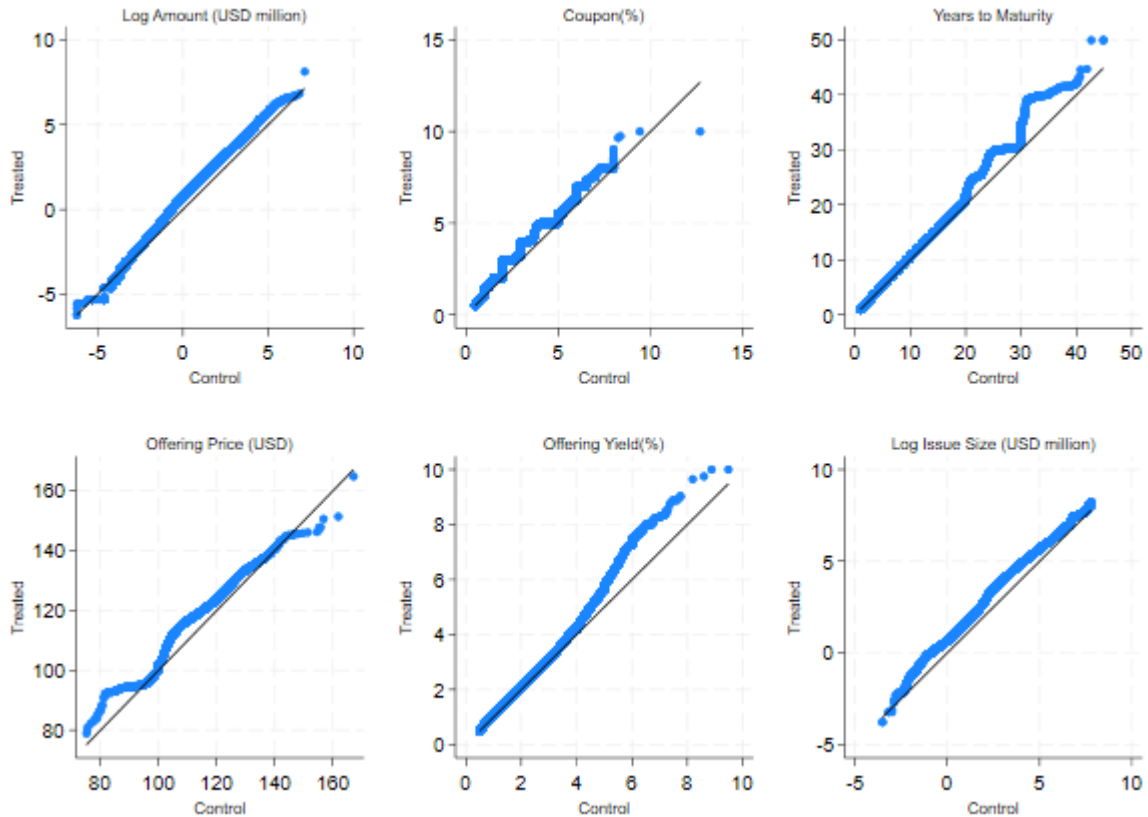 Log Amount (USD million)
10
5
0
-5
Treated
-5 0 5 10
Control
Coupon(%)
15
10
5
0
Treated
0 5 10 15
Control
Years to Maturity
50
40
30
20
10
0
Treated
0 10 20 30 40 50
Control
Offering Price (USD)
160
140
120
100
80
Treated
80 100 120 140 160
Control
Offering Yield(%)
10
8
6
4
2
0
Treated
0 2 4 6 8 10
Control
Log Issue Size (USD million)
10
5
0
-5
Treated
-5 0 5 10
Control